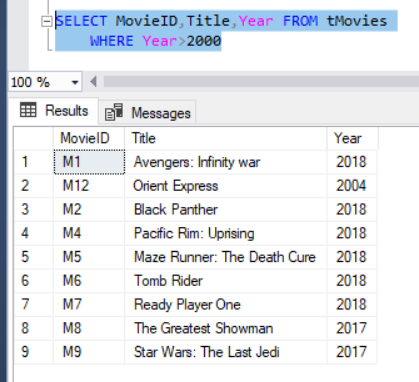 SELECT MovieID,Title,Year FROM tMovies
WHERE Year>2000
100 %
Results Messages
MovieID Title Year
1 M1 Avengers: Infinity war 2018
2 M12 Orient Express 2004
3 M2 Black Panther 2018
4 M4 Pacific Rim: Uprising 2018
5 M5 Maze Runner: The Death Cure 2018
6 M6 Tomb Rider 2018
7 M7 Ready Player One 2018
8 M8 The Greatest Showman 2017
9 M9 Star Wars: The Last Jedi 2017